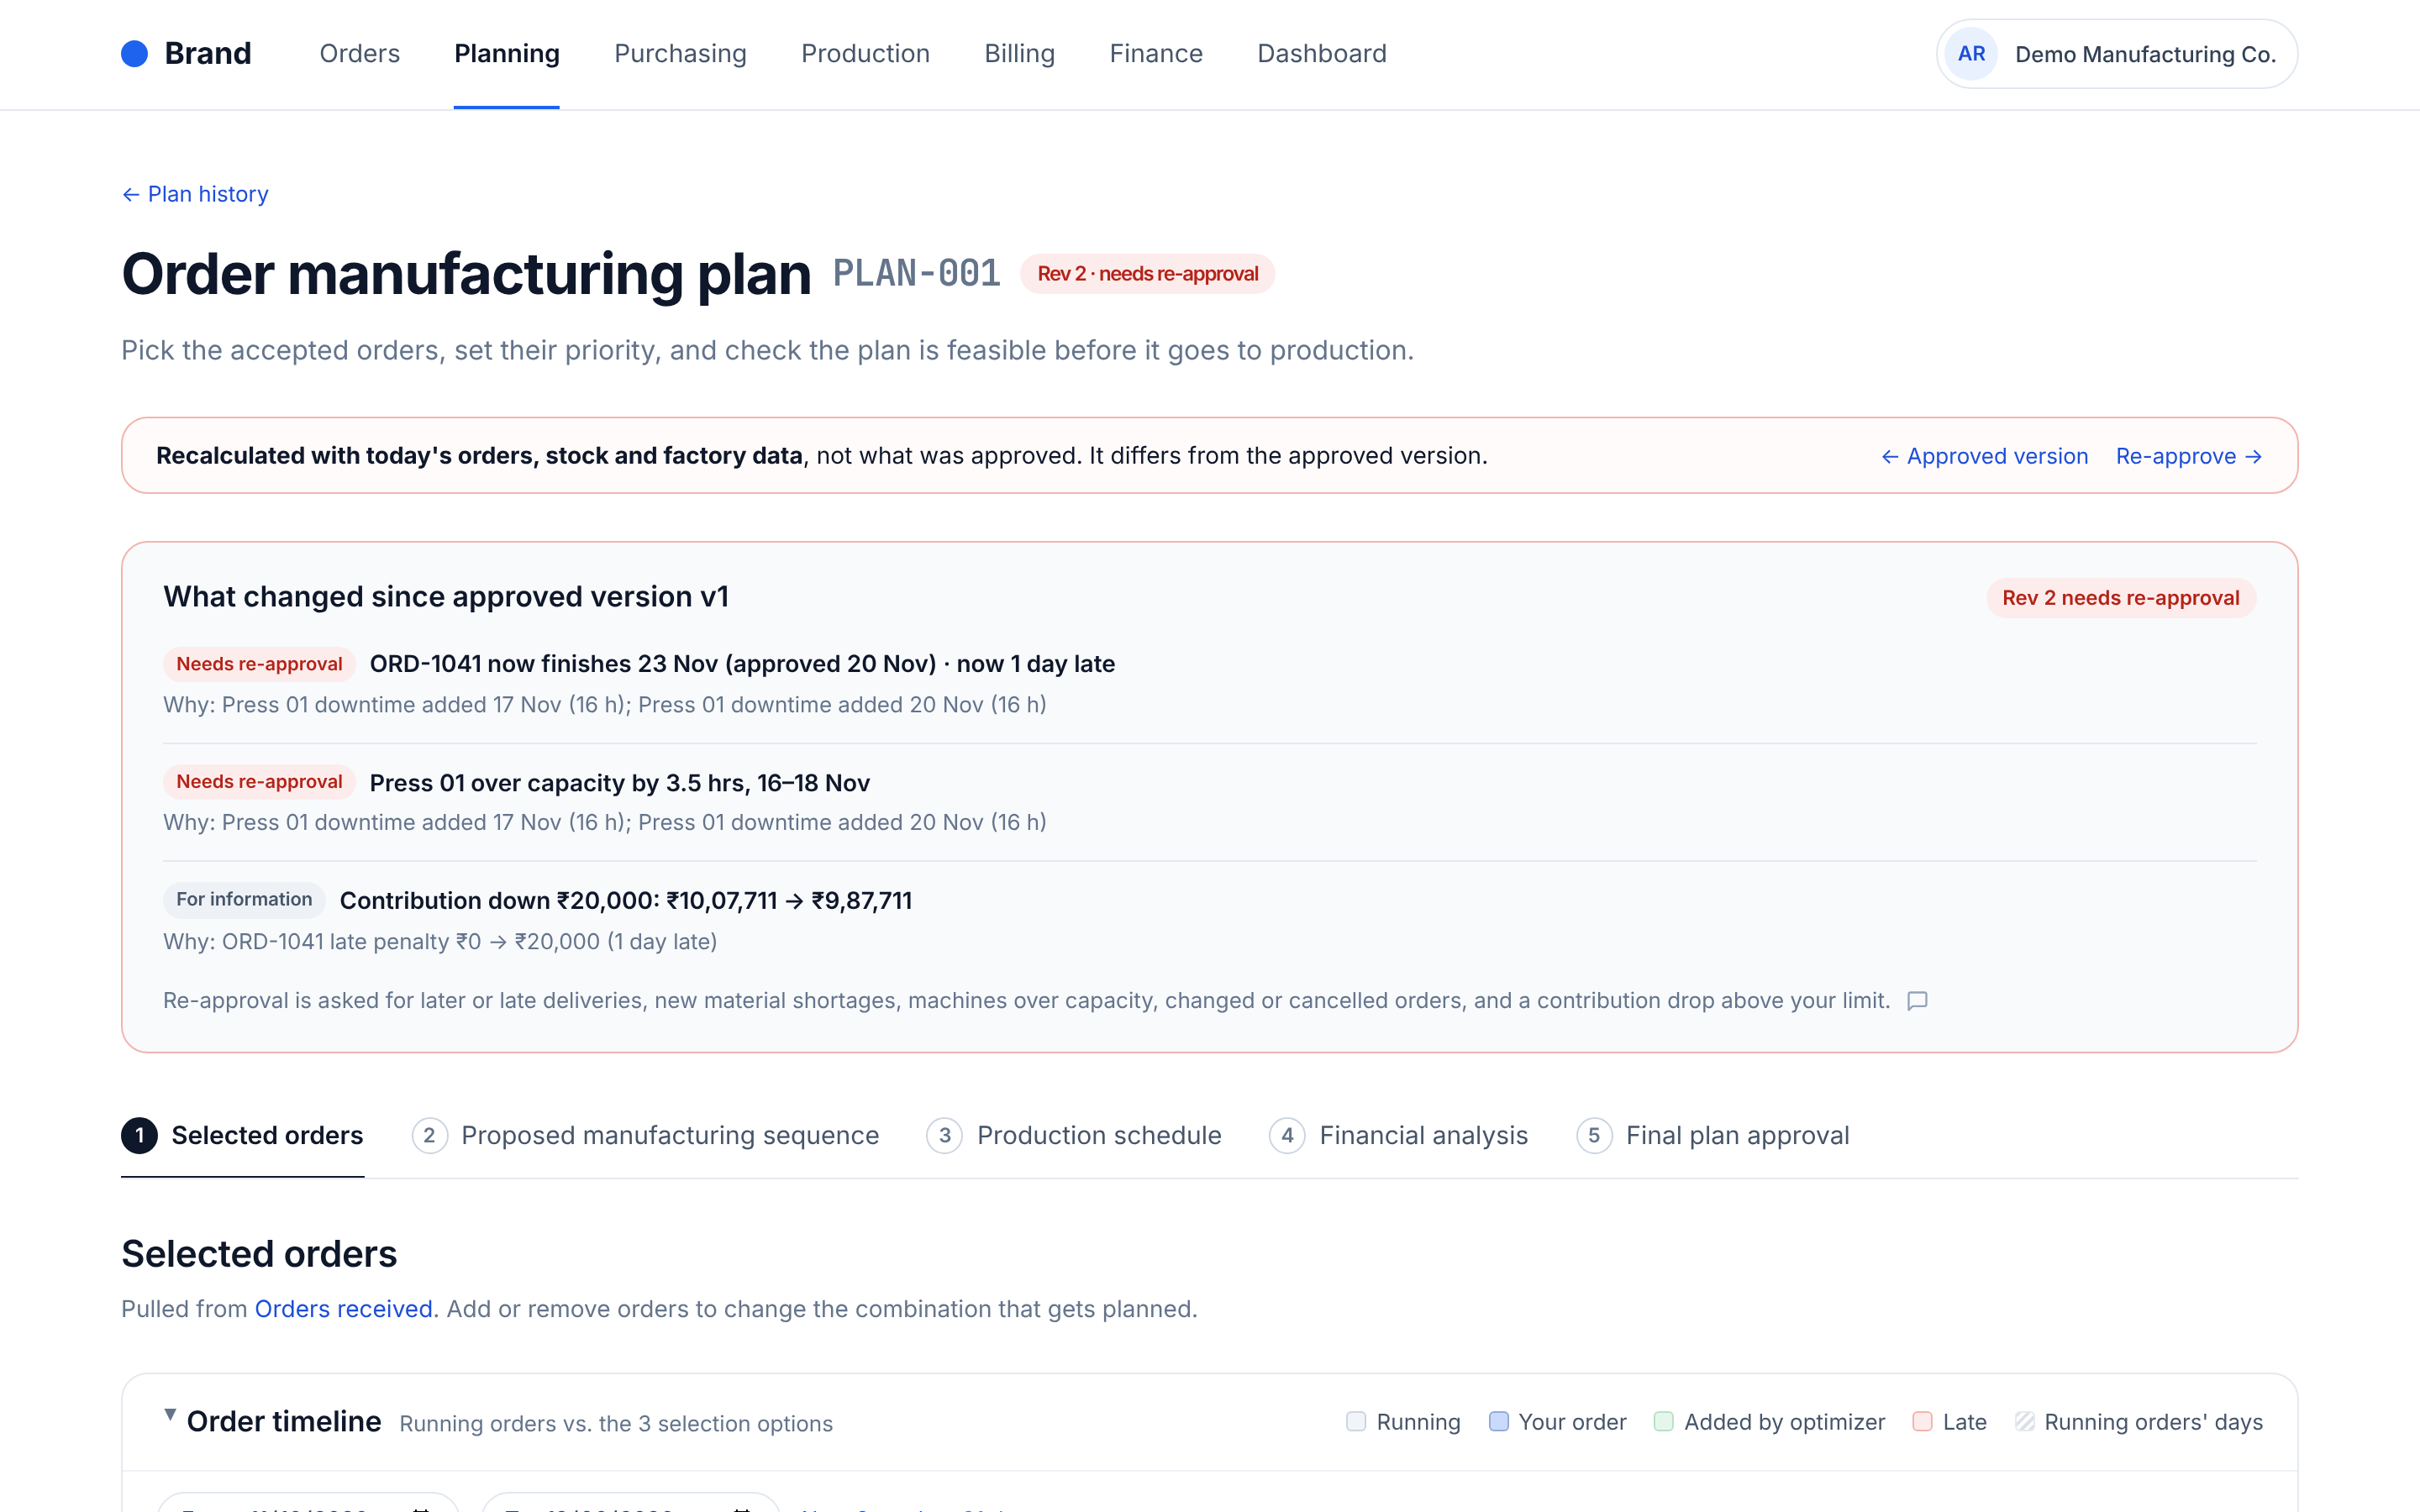 Brand Orders Planning Purchasing Production Billing Finance Dashboard AR Demo Manufacturing Co.
← Plan history
Order manufacturing plan PLAN-001 Rev 2 · needs re-approval
Pick the accepted orders, set their priority, and check the plan is feasible before it goes to production.
Recalculated with today's orders, stock and factory data, not what was approved. It differs from the approved version. ← Approved version Re-approve →
What changed since approved version v1 Rev 2 needs re-approval
Needs re-approval ORD-1041 now finishes 23 Nov (approved 20 Nov) · now 1 day late
Why: Press 01 downtime added 17 Nov (16 h); Press 01 downtime added 20 Nov (16 h)
Needs re-approval Press 01 over capacity by 3.5 hrs, 16–18 Nov
Why: Press 01 downtime added 17 Nov (16 h); Press 01 downtime added 20 Nov (16 h)
For information Contribution down ₹20,000: ₹10,07,711 → ₹9,87,711
Why: ORD-1041 late penalty ₹0 → ₹20,000 (1 day late)
Re-approval is asked for later or late deliveries, new material shortages, machines over capacity, changed or cancelled orders, and a contribution drop above your limit.
1 Selected orders 2 Proposed manufacturing sequence 3 Production schedule 4 Financial analysis 5 Final plan approval
Selected orders
Pulled from Orders received. Add or remove orders to change the combination that gets planned.
▼ Order timeline Running orders vs. the 3 selection options Running Your order Added by optimizer Late Running orders' days